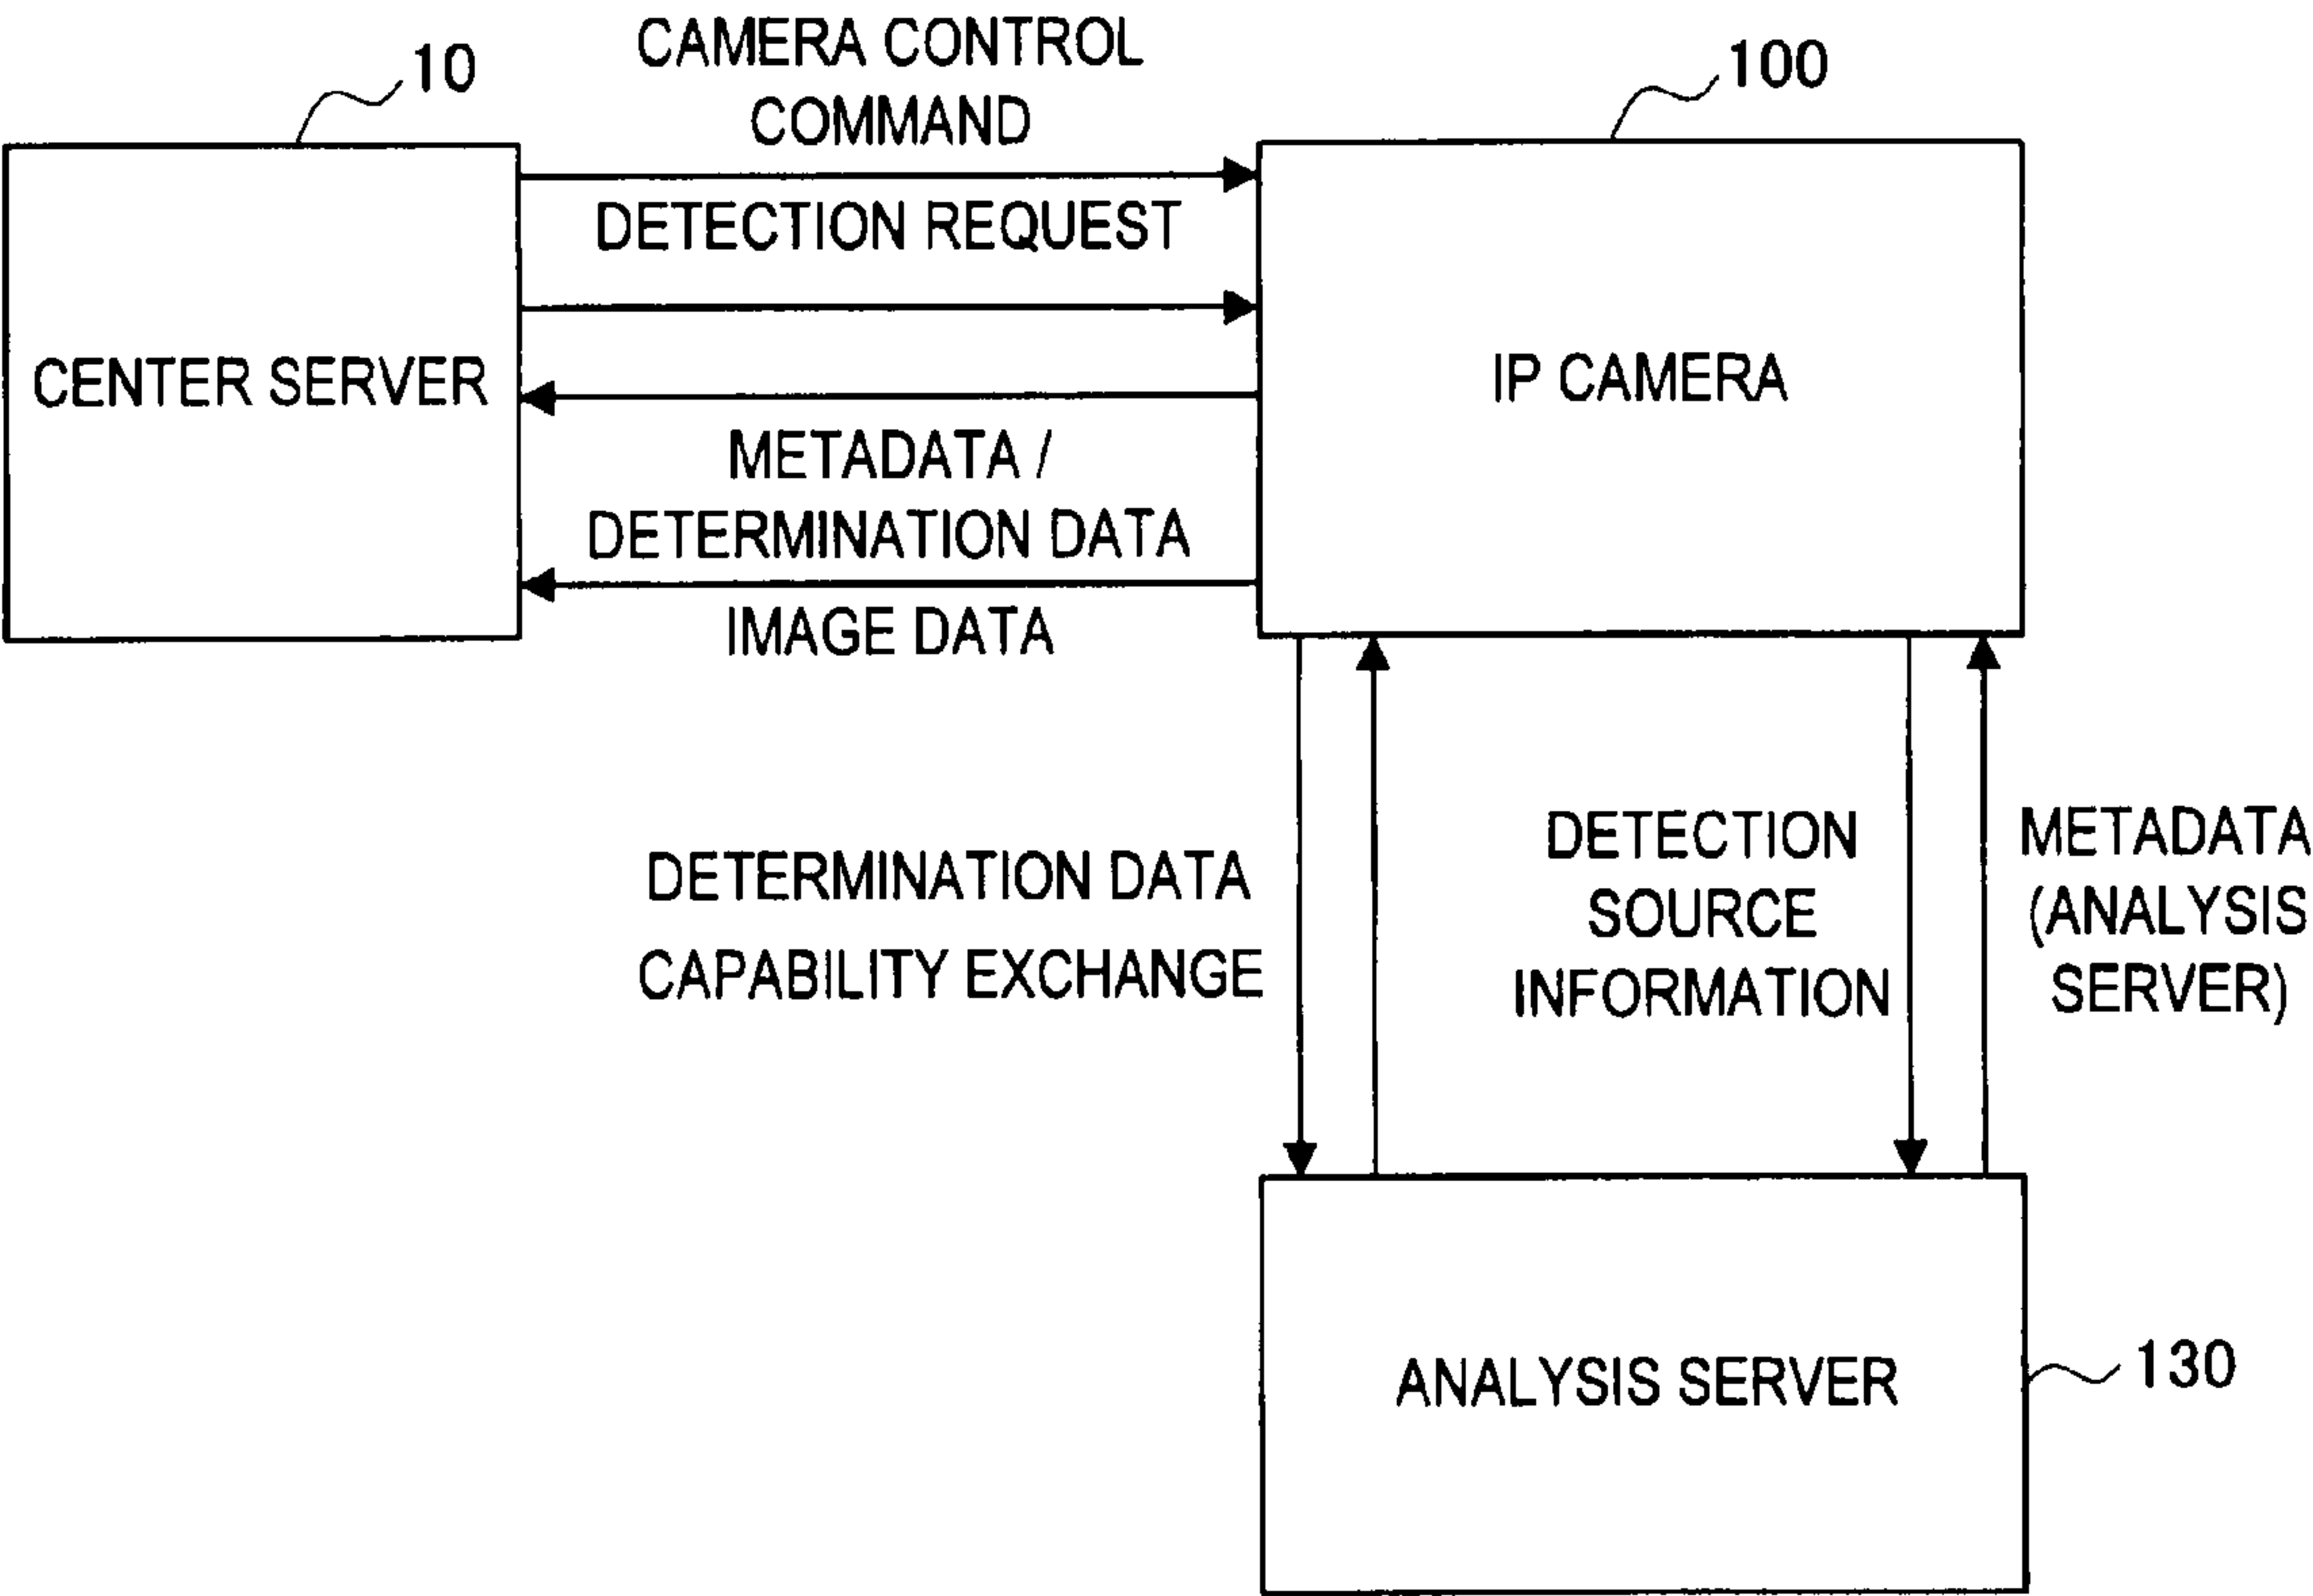 10
CAMERA CONTROL
COMMAND
100
DETECTION REQUEST
CENTER SERVER
IP CAMERA
METADATA /
DETERMINATION DATA
IMAGE DATA
DETERMINATION DATA
CAPABILITY EXCHANGE
DETECTION
SOURCE
INFORMATION
METADATA
(ANALYSIS
SERVER)
ANALYSIS SERVER
130